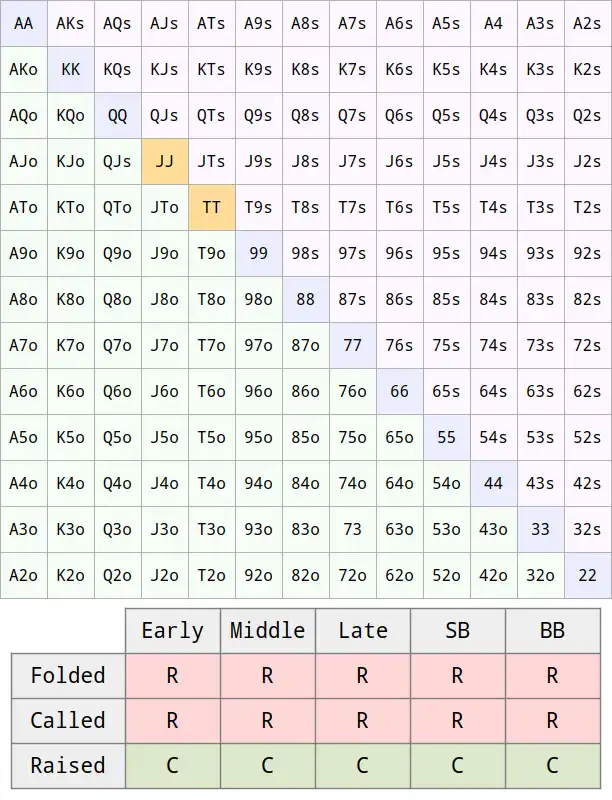 AA AKs AQs AJs ATs A9s A8s A7s A6s A5s A4 A3s A2s
AKo KK KQs KJs KTs K9s K8s K7s K6s K5s K4s K3s K2s
AQo KQo QQ QJs QTs Q9s Q8s Q7s Q6s Q5s Q4s Q3s Q2s
AJo KJo QJs JJ JTs J9s J8s J7s J6s J5s J4s J3s J2s
ATo KTo QTo JTo TT T9s T8s T7s T6s T5s T4s T3s T2s
A9o K9o Q9o J9o T9o 99 98s 97s 96s 95s 94s 93s 92s
A8o K8o Q8o J8o T8o 98o 88 87s 86s 85s 84s 83s 82s
A7o K7o Q7o J7o T7o 97o 87o 77 76s 75s 74s 73s 72s
A6o K6o Q6o J6o T6o 96o 86o 76o 66 65s 64s 63s 62s
A5o K5o Q5o J5o T5o 95o 85o 75o 65o 55 54s 53s 52s
A4o K4o Q4o J4o T4o 94o 84o 74o 64o 54o 44 43s 42s
A3o K3o Q3o J3o T3o 93o 83o 73 63o 53o 43o 33 32s
A2o K2o Q2o J2o T2o 92o 82o 72o 62o 52o 42o 32o 22
Early Middle Late SB BB
Folded R R R R R
Called R R R R R
Raised C C C C C